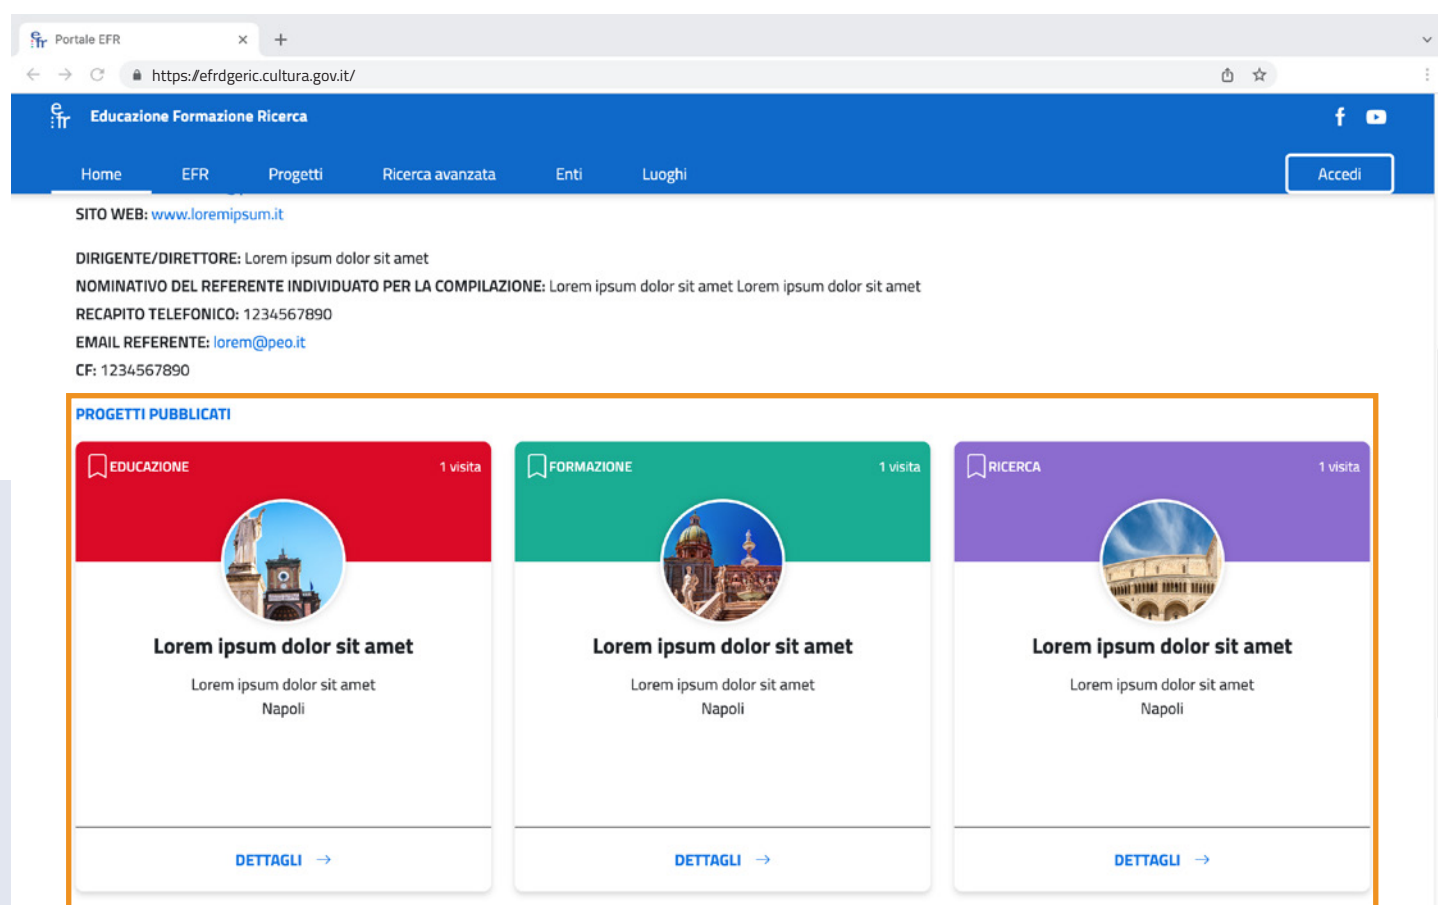 efr Portale EFR
https://efrdgeric.cultura.gov.it/
efr Educazione Formazione Ricerca
Home EFR Progetti Ricerca avanzata Enti Luoghi Accedi
SITO WEB: www.loremipsum.it
DIRIGENTE/DIRETTORE: Lorem ipsum dolor sit amet
NOMINATIVO DEL REFERENTE INDIVIDUATO PER LA COMPILAZIONE: Lorem ipsum dolor sit amet Lorem ipsum dolor sit amet
RECAPITO TELEFONICO: 1234567890
EMAIL REFERENTE: lorem@peo.it
CF: 1234567890
PROGETTI PUBBLICATI
EDUCAZIONE 1 visita
Lorem ipsum dolor sit amet
Lorem ipsum dolor sit amet
Napoli
DETTAGLI →
FORMAZIONE 1 visita
Lorem ipsum dolor sit amet
Lorem ipsum dolor sit amet
Napoli
DETTAGLI →
RICERCA 1 visita
Lorem ipsum dolor sit amet
Lorem ipsum dolor sit amet
Napoli
DETTAGLI →